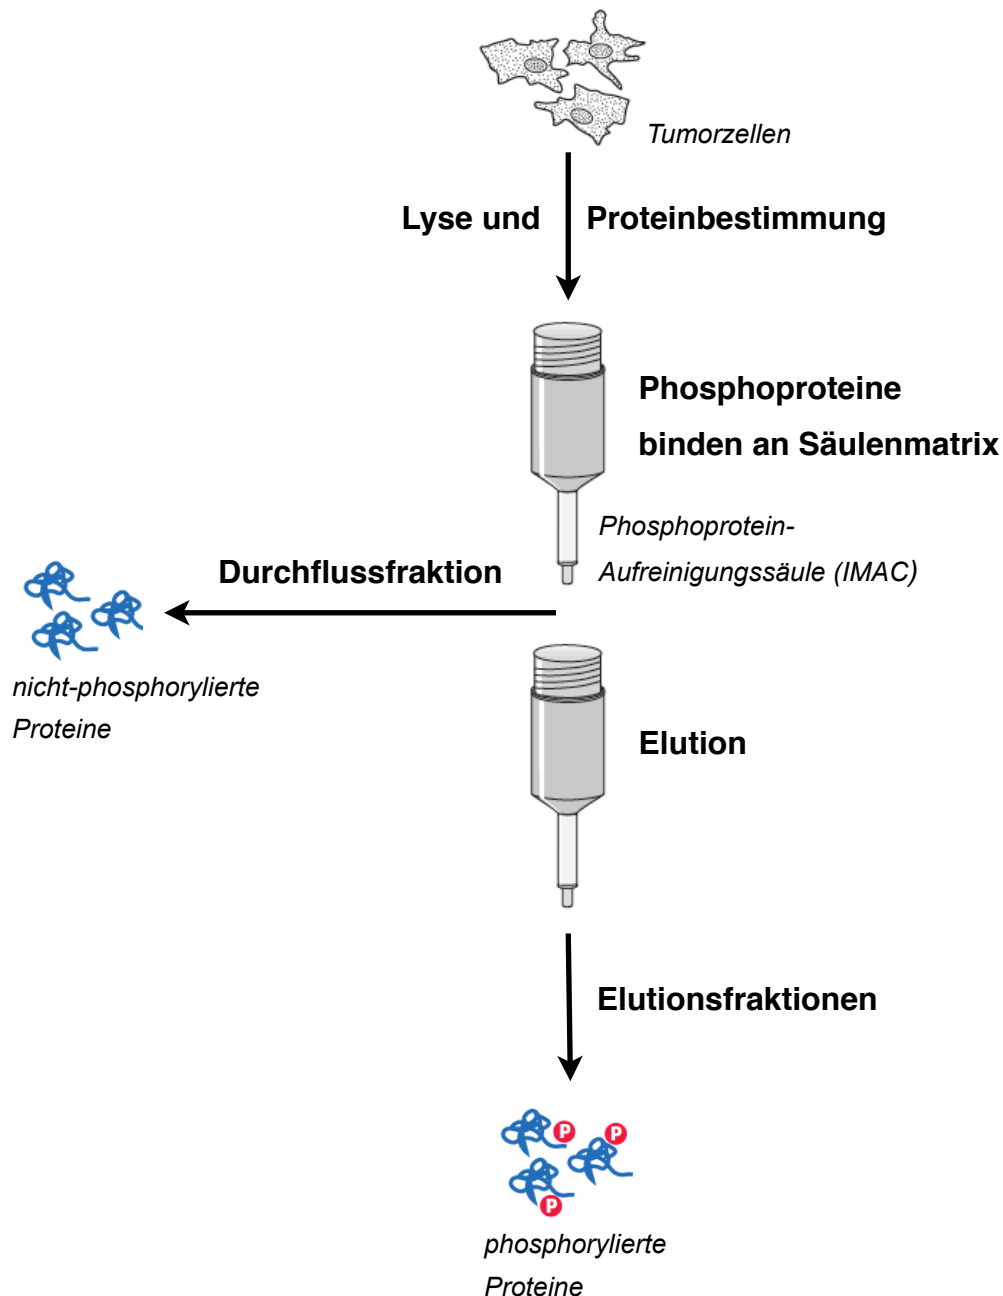 Tumorzellen
Lyse und Proteinbestimmung
Phosphoproteine
binden an Säulenmatrix
Phosphoprotein-
Aufreinigungssäule (IMAC)
Durchflussfraktion
nicht-phosphorylierte
Proteine
Elution
Elutionsfraktionen
P
P
P
phosphorylierte
Proteine